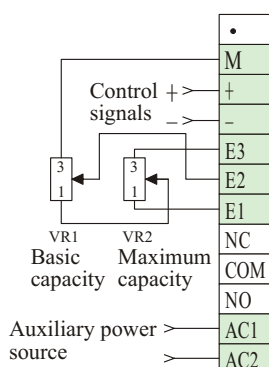 •
M
Control + +
signals – –
E3
3 3 E2
1 1 E1
VR1 VR2 NC
Basic Maximum
capacity capacity COM
NO
Auxiliary power AC1
source AC2